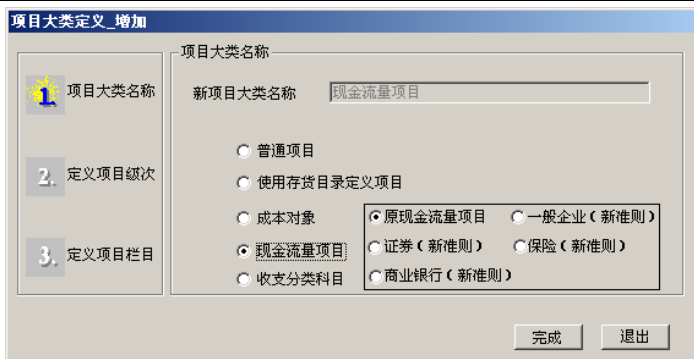 项目大类定义_增加
项目大类名称
1. 项目大类名称
新项目大类名称 现金流量项目
普通项目
2. 定义项目级次
使用存货目录定义项目
成本对象 原现金流量项目 一般企业(新准则)
现金流量项目 证券(新准则) 保险(新准则)
3. 定义项目栏目
收支分类科目 商业银行(新准则)
完成 退出